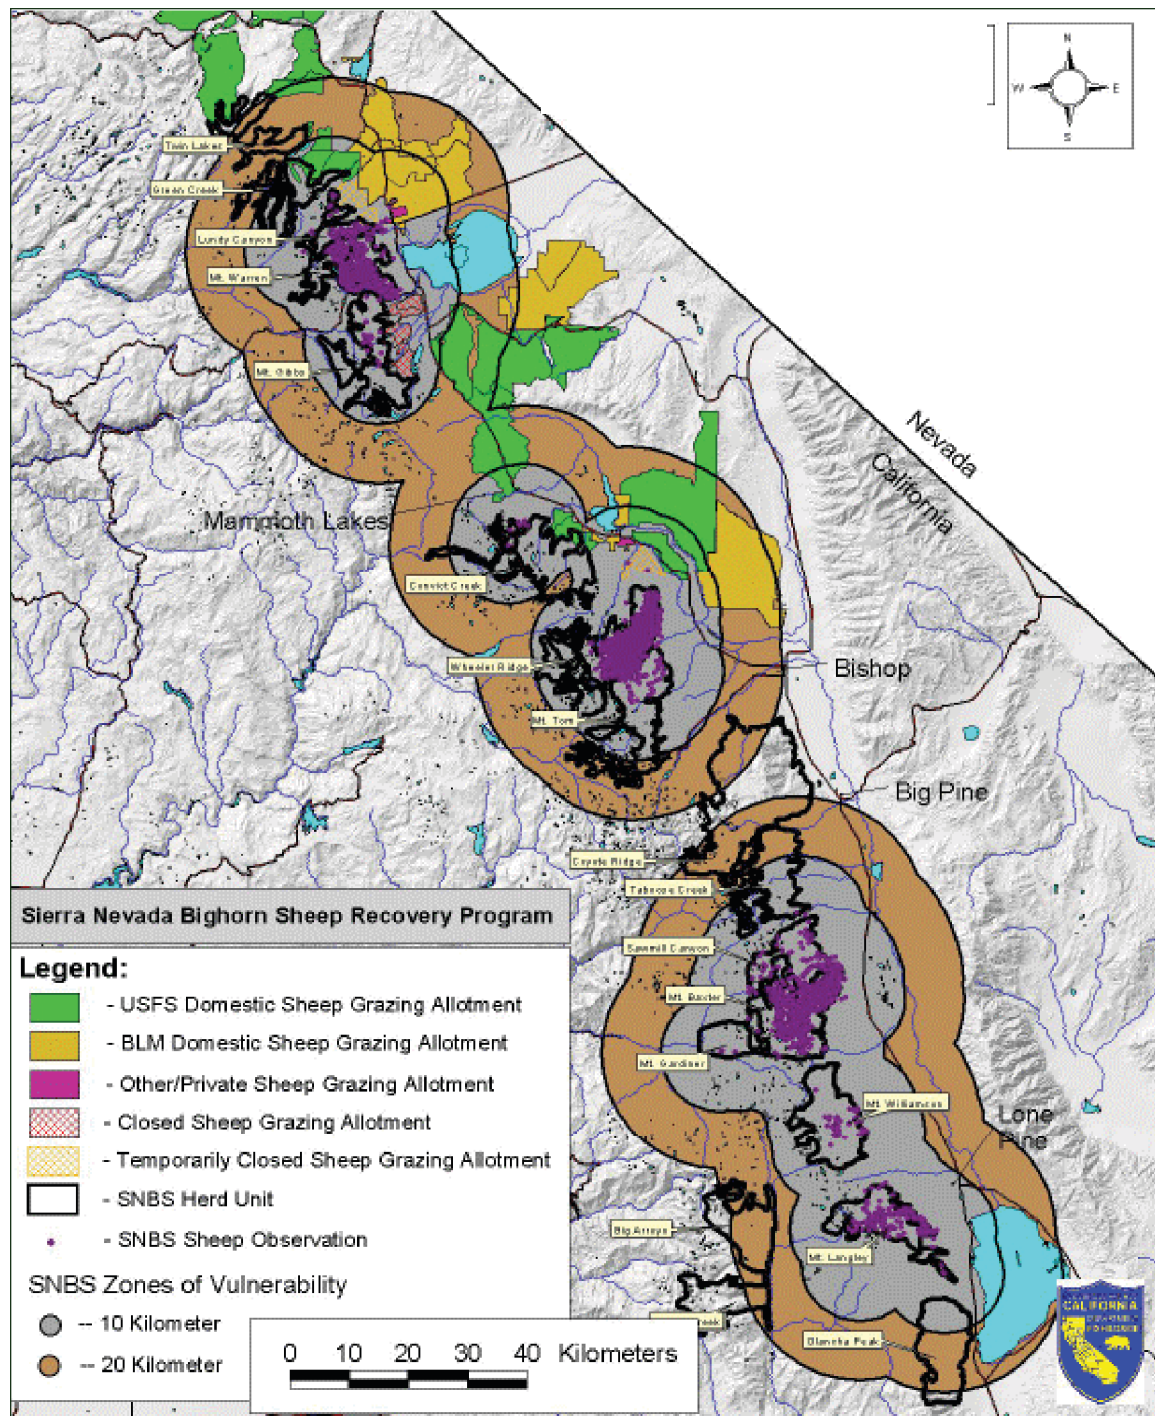 N
W
E
S
Twin Lakes
Green Creek
Lundy Canyon
Mt. Warren
Mt. Gibbs
Nevada
California
Mammoth Lakes
Convict Creek
Wheeler Ridge
Bishop
Mt. Tom
Big Pine
Coyote Ridge
Taboose Creek
Sawmill Canyon
Mt. Baxter
Mt. Gardiner
Mt. Williamson
Lone
Pine
Big Arroyo
Mt. Langley
Olancha Peak
Sierra Nevada Bighorn Sheep Recovery Program
Legend:
- USFS Domestic Sheep Grazing Allotment
- BLM Domestic Sheep Grazing Allotment
- Other/Private Sheep Grazing Allotment
- Closed Sheep Grazing Allotment
- Temporarily Closed Sheep Grazing Allotment
- SNBS Herd Unit
- SNBS Sheep Observation
SNBS Zones of Vulnerability
-- 10 Kilometer
-- 20 Kilometer
0 10 20 30 40 Kilometers
CALIFORNIA